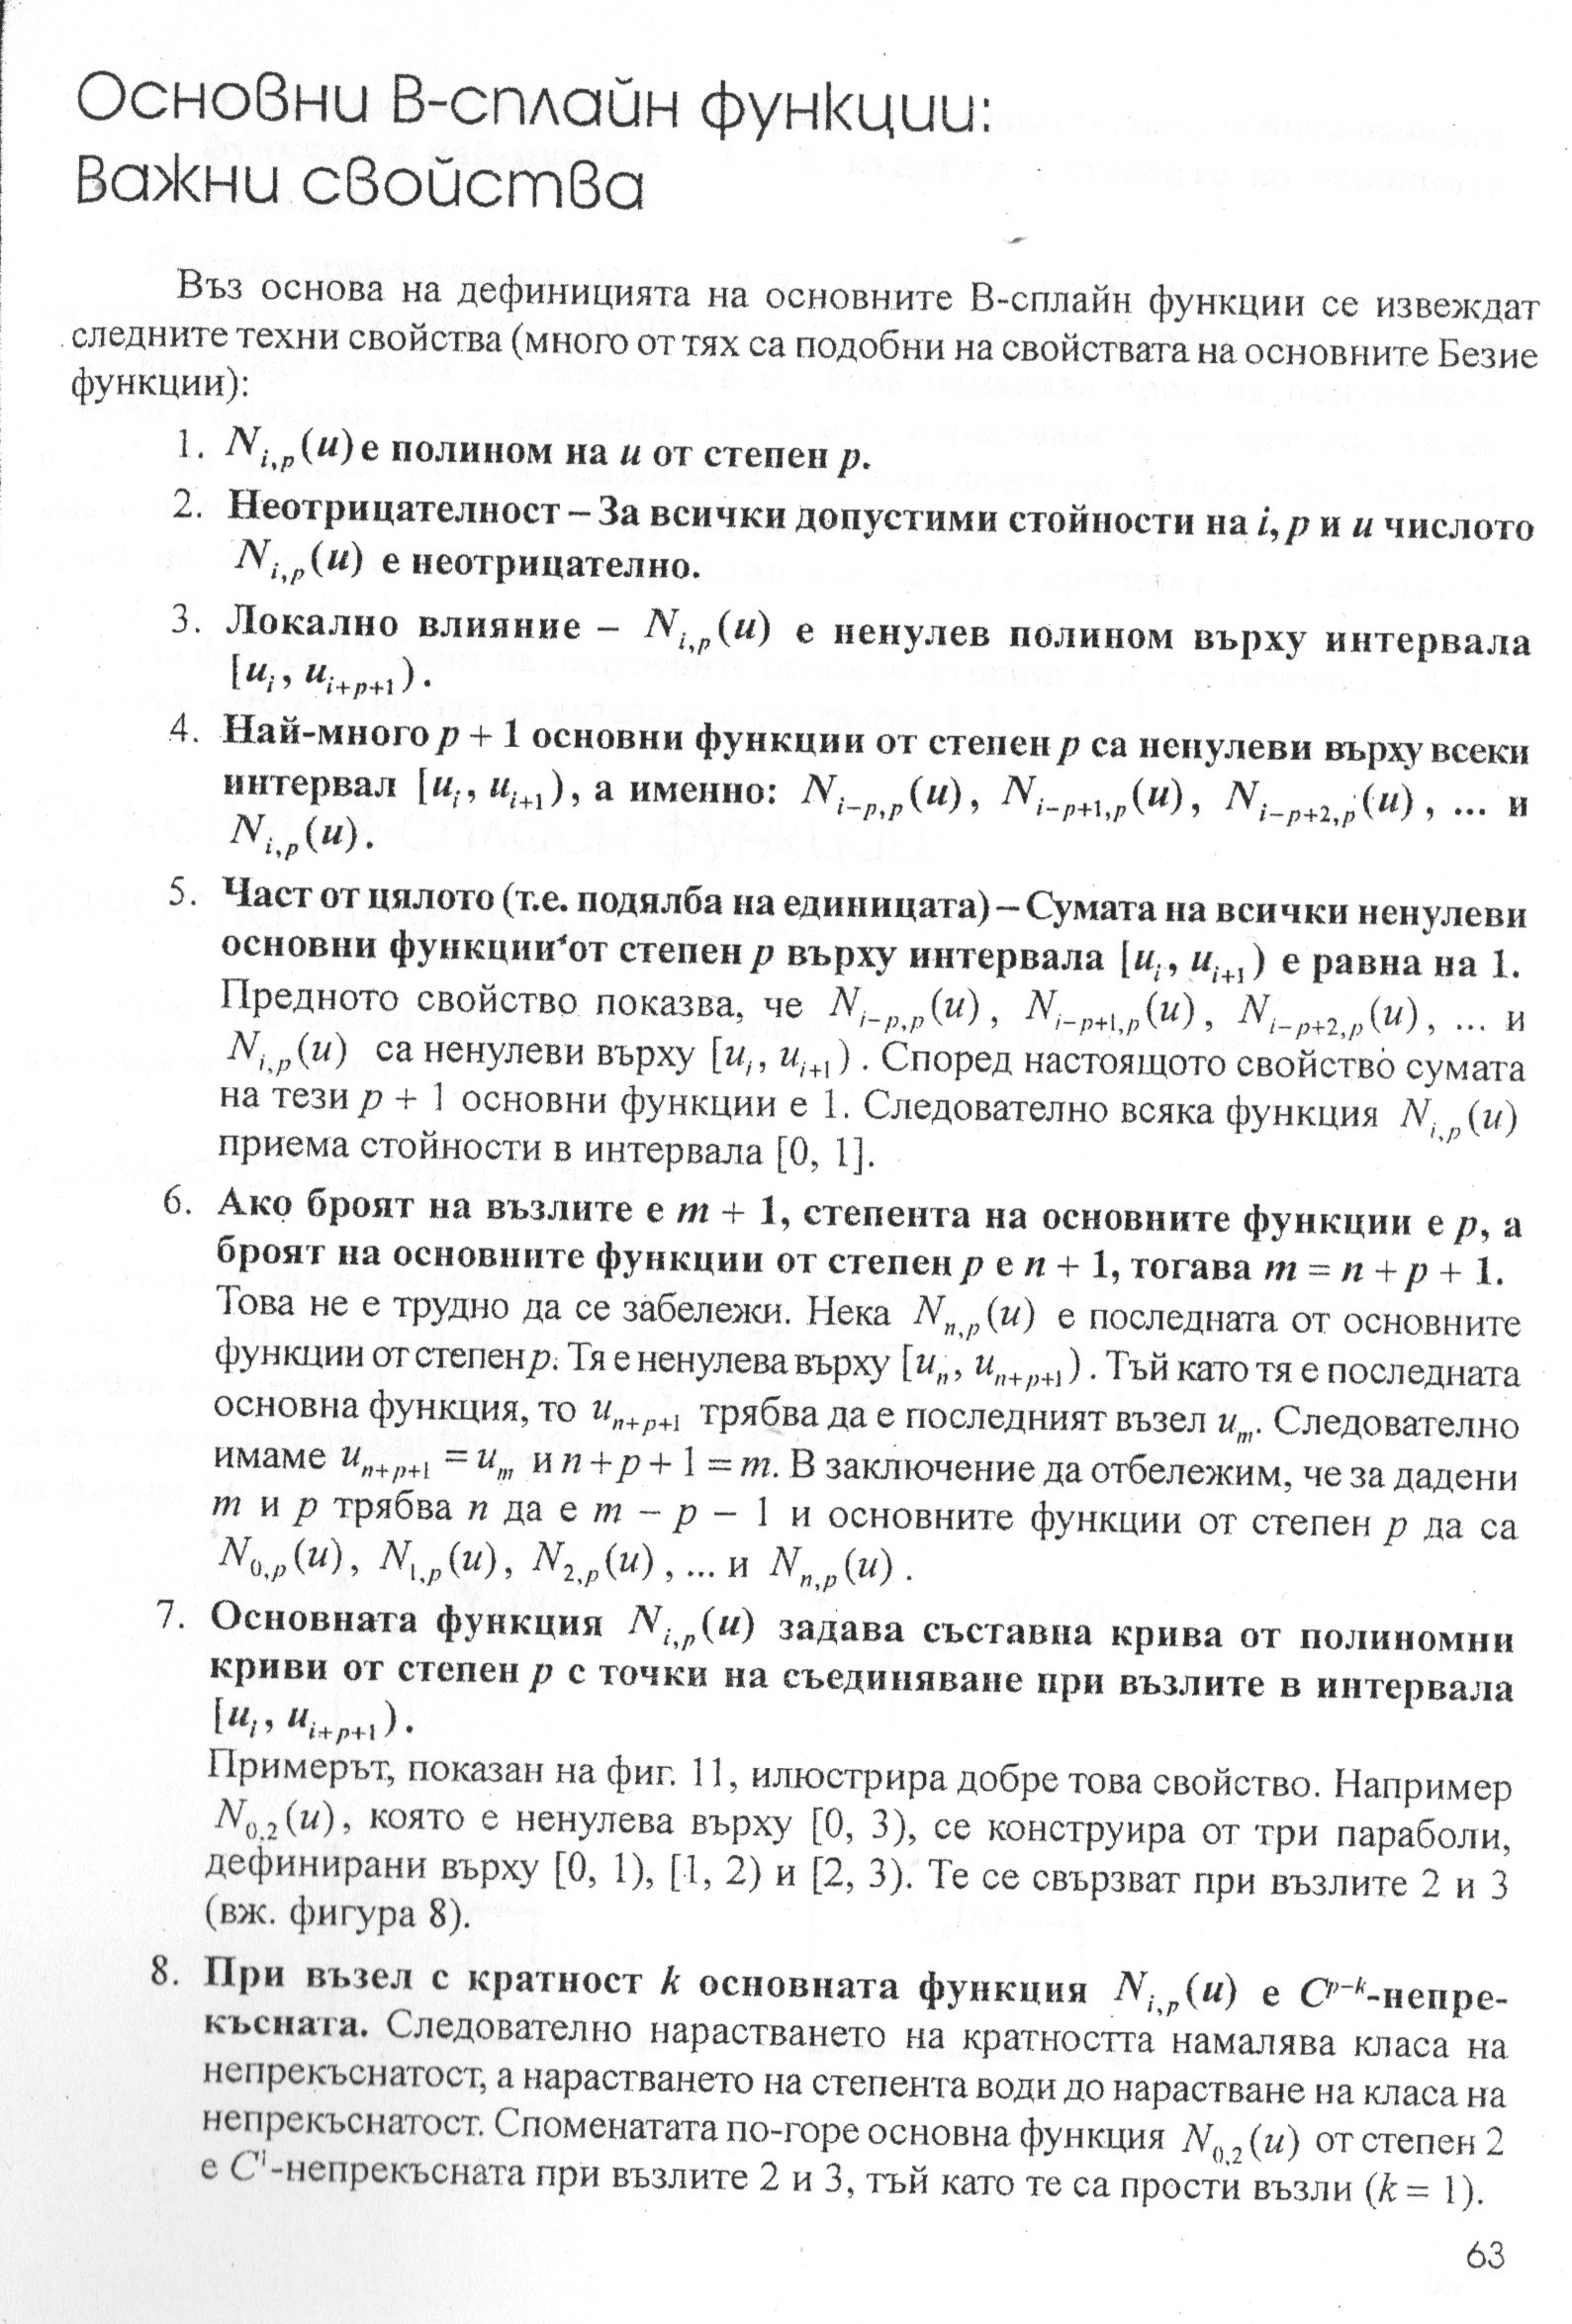 Основни В-сплайн функции:
Важни свойства
Въз основа на дефиницията на основните В-сплайн функции се извеждат
следните техни свойства (много от тях са подобни на свойствата на основните Безие
функции):
1. N_{i,p}(u) е полином на u от степен p.
2. Неотрицателност – За всички допустими стойности на i, p и u числото
N_{i,p}(u) е неотрицателно.
3. Локално влияние – N_{i,p}(u) е ненулев полином върху интервала
[u_i, u_{i+p+1}).
4. Най-много p + 1 основни функции от степен p са ненулеви върху всеки
интервал [u_i, u_{i+1}), а именно: N_{i–p,p}(u), N_{i–p+1,p}(u), N_{i–p+2,p}(u), ... и
N_{i,p}(u).
5. Част от цялото (т.е. подялба на единицата) – Сумата на всички ненулеви
основни функции от степен p върху интервала [u_i, u_{i+1}) е равна на 1.
Предното свойство показва, че N_{i–p,p}(u), N_{i–p+1,p}(u), N_{i–p+2,p}(u), ... и
N_{i,p}(u) са ненулеви върху [u_i, u_{i+1}). Според настоящото свойство сумата
на тези p + 1 основни функции е 1. Следователно всяка функция N_{i,p}(u)
приема стойности в интервала [0, 1].
6. Ако броят на възлите е m + 1, степента на основните функции е p, а
броят на основните функции от степен p е n + 1, тогава m = n + p + 1.
Това не е трудно да се забележи. Нека N_{n,p}(u) е последната от основните
функции от степен p. Тя е ненулева върху [u_n, u_{n+p+1}). Тъй като тя е последната
основна функция, то u_{n+p+1} трябва да е последният възел u_m. Следователно
имаме u_{n+p+1} = u_m и n + p + 1 = m. В заключение да отбележим, че за дадени
m и p трябва n да е m – p – 1 и основните функции от степен p да са
N_{0,p}(u), N_{1,p}(u), N_{2,p}(u), ... и N_{n,p}(u).
7. Основната функция N_{i,p}(u) задава съставна крива от полиномни
криви от степен p с точки на съединяване при възлите в интервала
[u_i, u_{i+p+1}).
Примерът, показан на фиг. 11, илюстрира добре това свойство. Например
N_{0,2}(u), която е ненулева върху [0, 3), се конструира от три параболи,
дефинирани върху [0, 1), [1, 2) и [2, 3). Те се свързват при възлите 2 и 3
(вж. фигура 8).
8. При възел с кратност k основната функция N_{i,p}(u) е C^{p–k}-непре-
късната. Следователно нарастването на кратността намалява класа на
непрекъснатост, а нарастването на степента води до нарастване на класа на
непрекъснатост. Споменатата по-горе основна функция N_{0,2}(u) от степен 2
е C^1-непрекъсната при възлите 2 и 3, тъй като те са прости възли (k = 1).
63